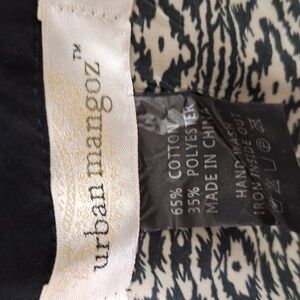 urban mangoz™
65% COTTON
35% POLYESTER
MADE IN CHINA
HAND WASH
IRON INSIDE OUT